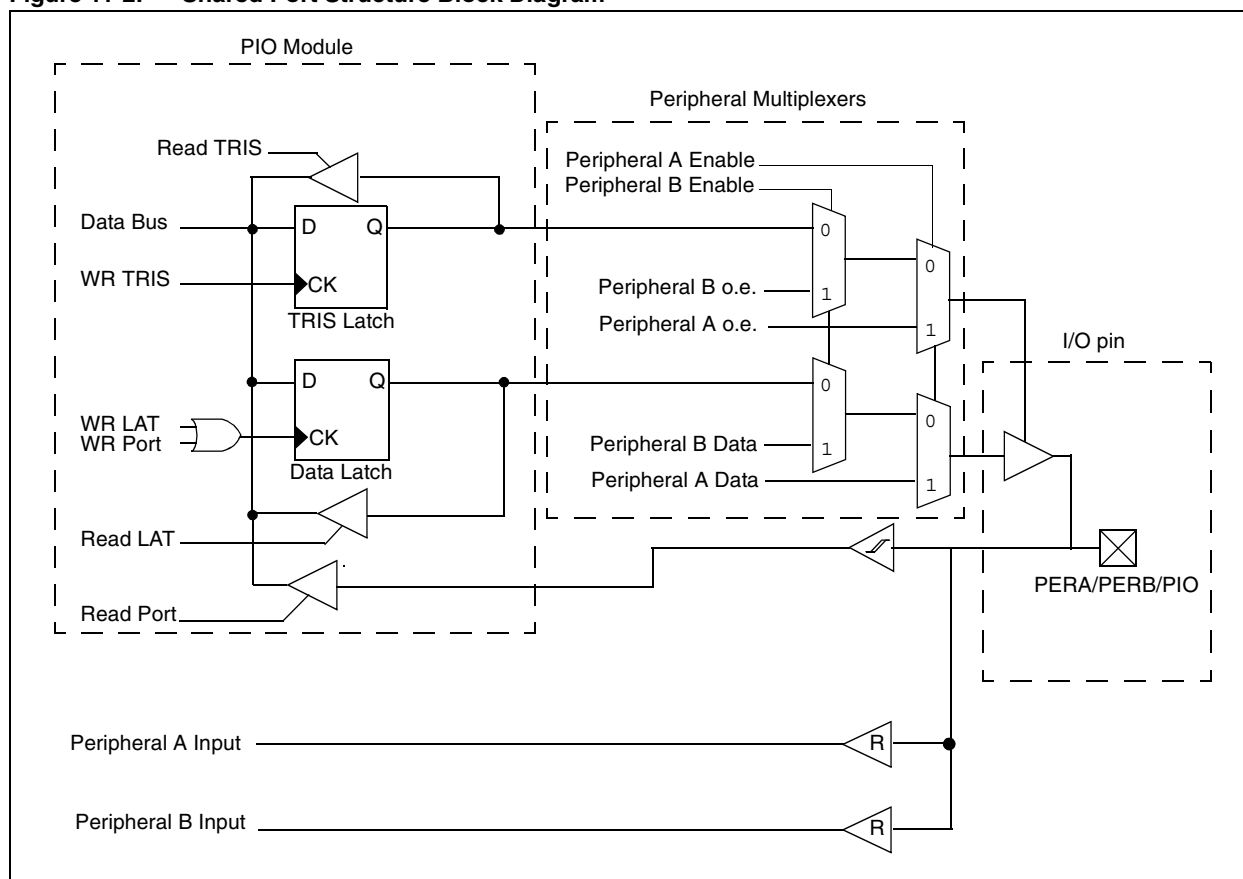 Figure 11-2: Shared Port Structure Block Diagram
PIO Module
Peripheral Multiplexers
Read TRIS
Peripheral A Enable
Peripheral B Enable
Data Bus
D Q
0
WR TRIS
CK
0
TRIS Latch
Peripheral B o.e.
1
Peripheral A o.e.
1
I/O pin
D Q
0
WR LAT
WR Port
CK
0
Data Latch
Peripheral B Data
1
Peripheral A Data
1
Read LAT
PERA/PERB/PIO
Read Port
Peripheral A Input
R
Peripheral B Input
R